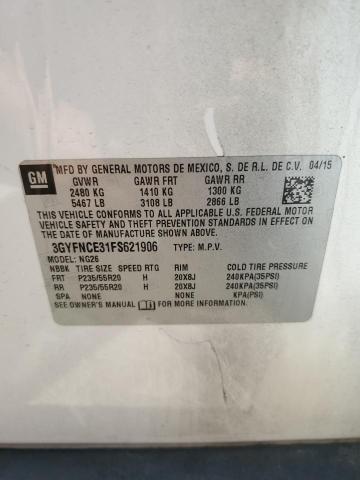 GM
MFD BY GENERAL MOTORS DE MEXICO, S. DE R.L. DE C.V. 04/15
GVWR GAWR FRT GAWR RR
2480 KG 1410 KG 1300 KG
5467 LB 3108 LB 2866 LB
THIS VEHICLE CONFORMS TO ALL APPLICABLE U.S. FEDERAL MOTOR
VEHICLE SAFETY, BUMPER, AND THEFT PREVENTION STANDARDS IN
EFFECT ON THE DATE OF MANUFACTURE SHOWN ABOVE.
3GYFNCE31FS621906 TYPE: M.P.V.
MODEL: NG26
NBBK TIRE SIZE SPEED RTG RIM COLD TIRE PRESSURE
FRT P235/55R20 H 20X8J 240KPA(35PSI)
RR P235/55R20 H 20X8J 240KPA(35PSI)
SPA NONE NONE KPA(PSI)
SEE OWNER'S MANUAL FOR MORE INFORMATION.